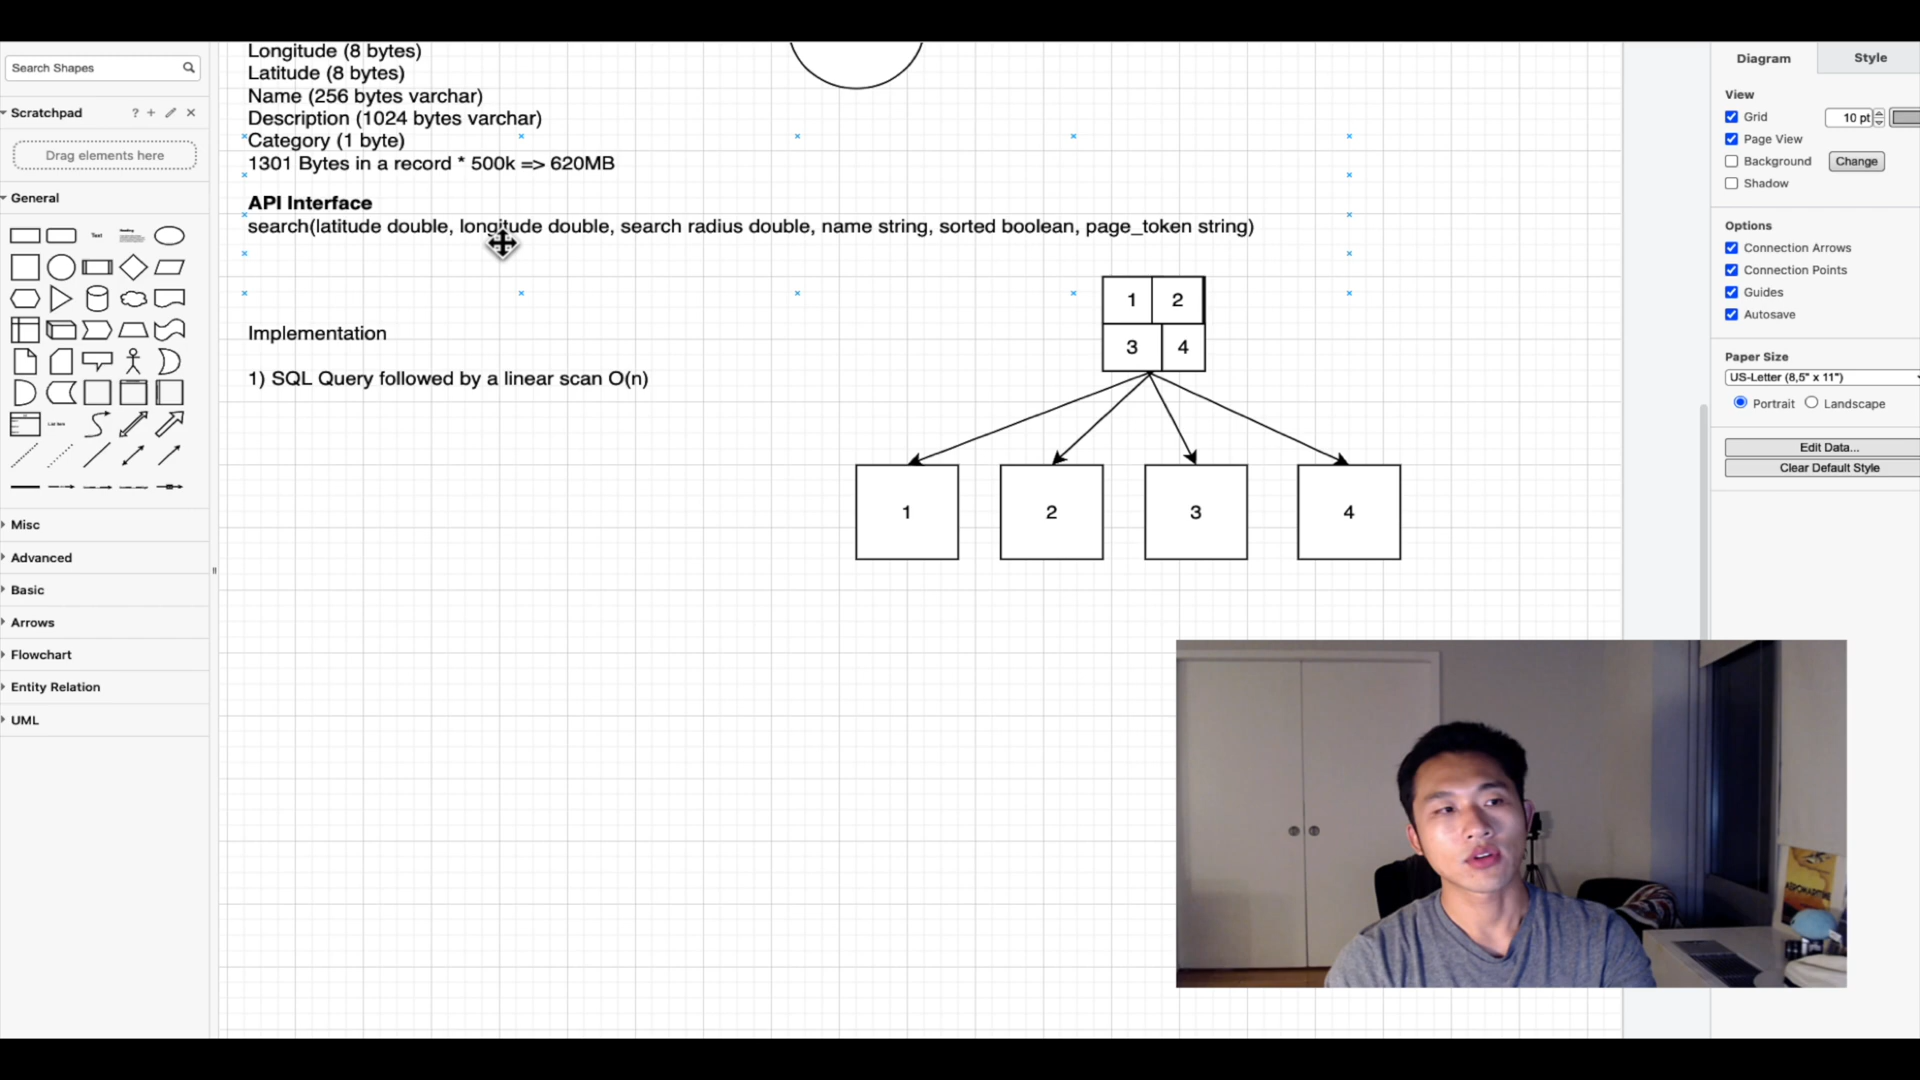 Search Shapes
Scratchpad
?
Drag elements here
General
Text
Heading
List Item
Misc
Advanced
Basic
Arrows
Flowchart
Entity Relation
UML
Longitude (8 bytes)
Latitude (8 bytes)
Name (256 bytes varchar)
Description (1024 bytes varchar)
Category (1 byte)
1301 Bytes in a record * 500k => 620MB
API Interface
search(latitude double, longitude double, search radius double, name string, sorted boolean, page_token string)
Implementation
1) SQL Query followed by a linear scan O(n)
1 2
3 4
1 2 3 4
Diagram Style
View
Grid 10 pt
Page View
Background Change
Shadow
Options
Connection Arrows
Connection Points
Guides
Autosave
Paper Size
US-Letter (8,5" x 11")
Portrait Landscape
Edit Data...
Clear Default Style